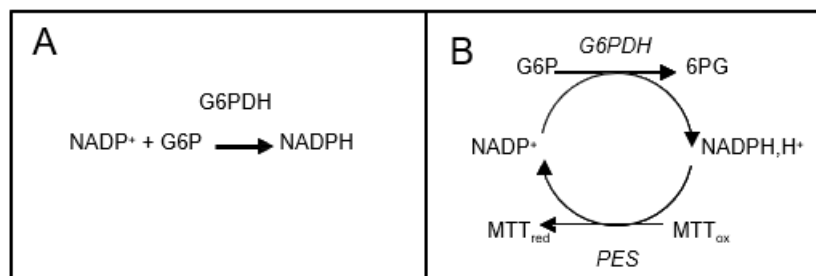 A
G6PDH
NADP⁺ + G6P NADPH
B
G6PDH
G6P 6PG
NADP⁺ NADPH,H⁺
MTTred MTTox
PES